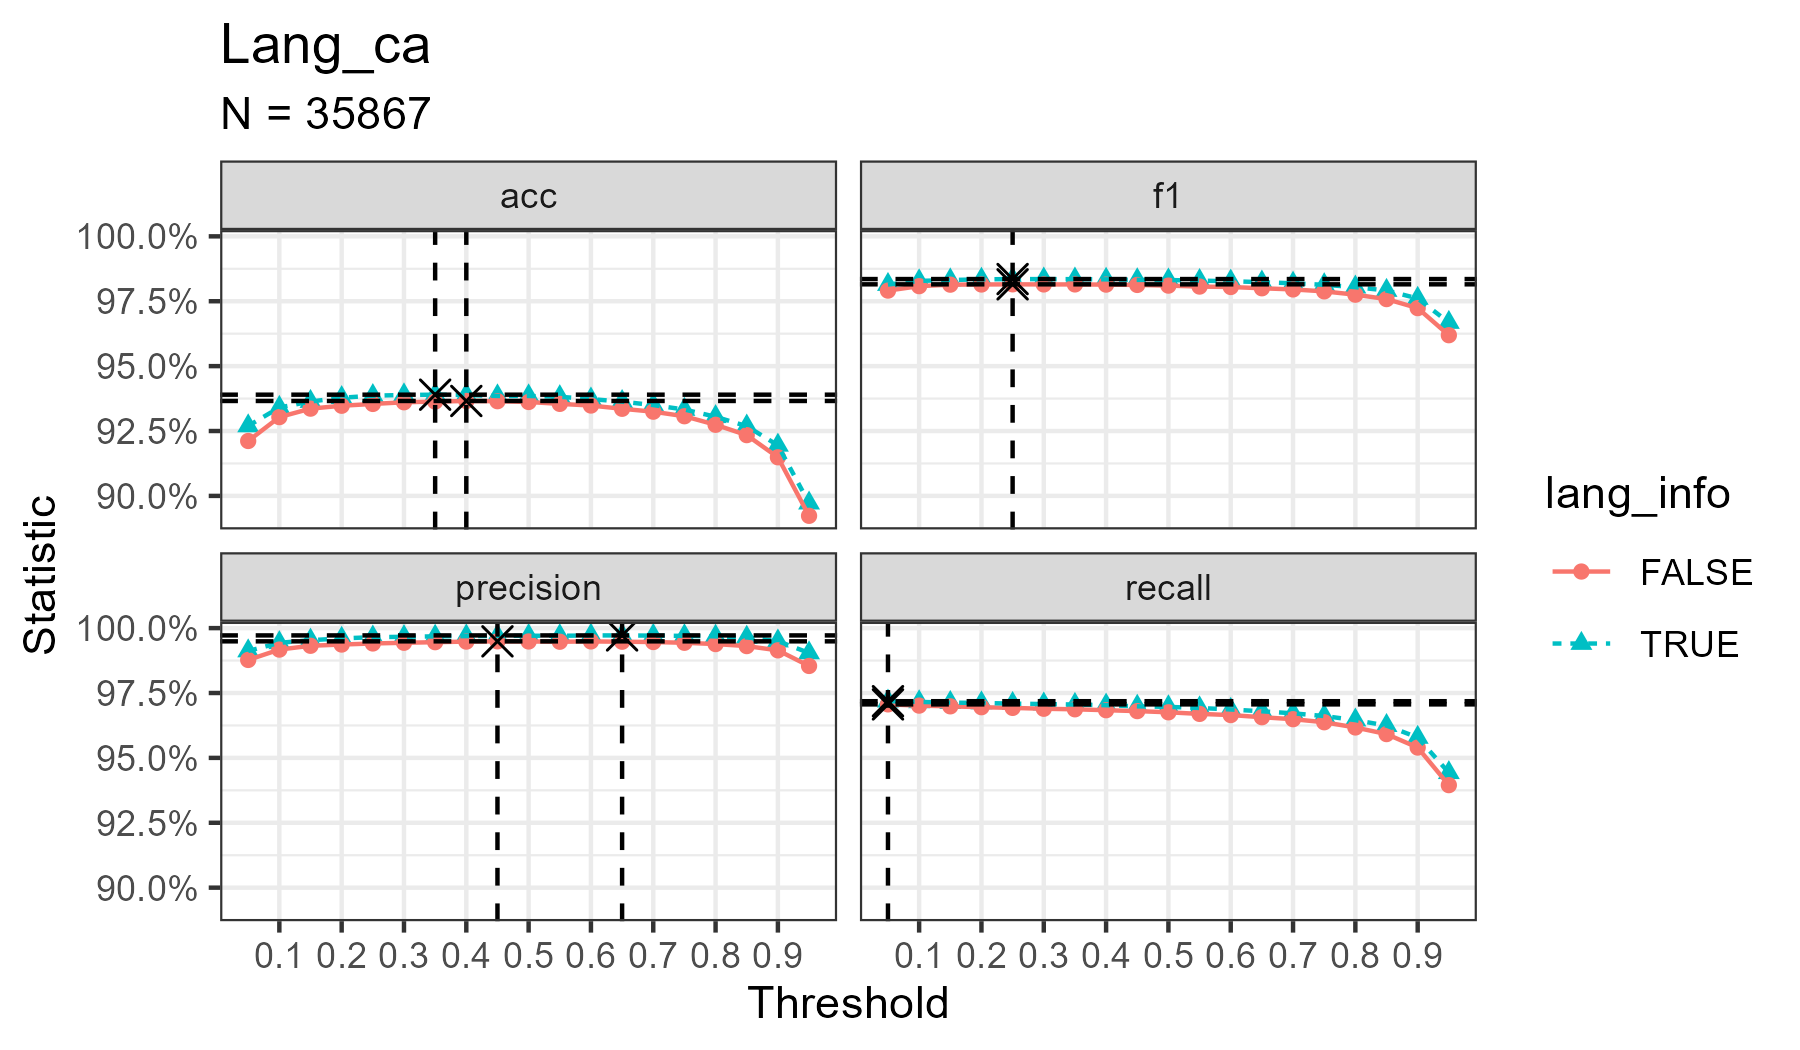 Lang_ca
N = 35867
acc
f1
100.0%
97.5%
95.0%
92.5%
90.0%
precision
recall
100.0%
97.5%
95.0%
92.5%
90.0%
Statistic
0.1 0.2 0.3 0.4 0.5 0.6 0.7 0.8 0.9
0.1 0.2 0.3 0.4 0.5 0.6 0.7 0.8 0.9
Threshold
lang_info
FALSE
TRUE